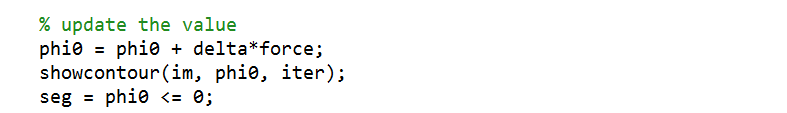 % update the value
phi0 = phi0 + delta*force;
showcontour(im, phi0, iter);
seg = phi0 <= 0;